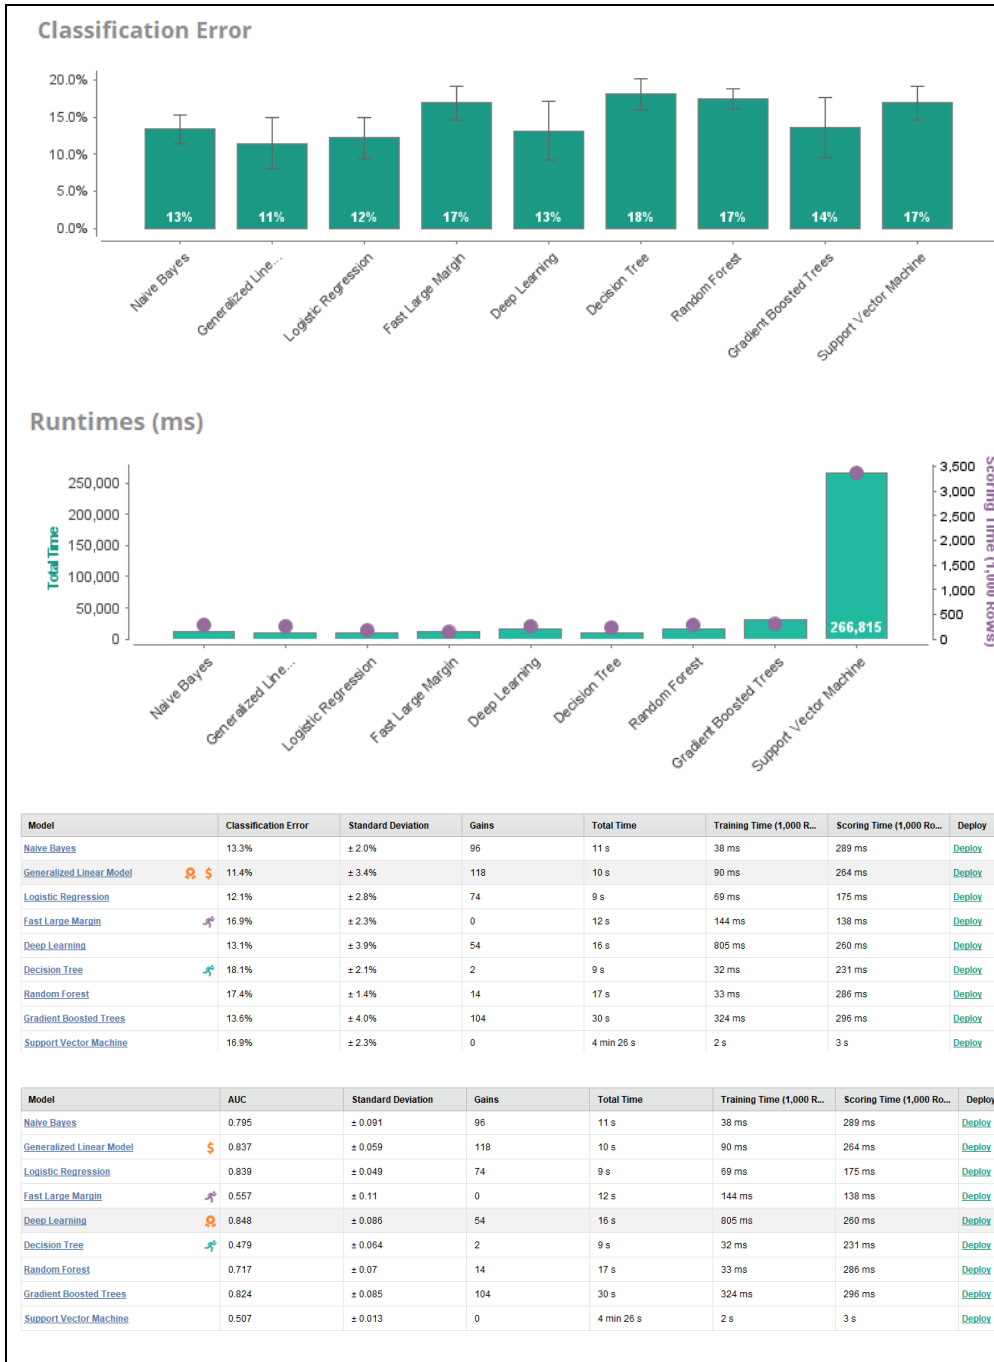 Classification Error
20.0%
15.0%
10.0%
5.0%
0.0%
13% 11% 12% 17% 13% 18% 17% 14% 17%
Naive Bayes
Generalized Line...
Logistic Regression
Fast Large Margin
Deep Learning
Decision Tree
Random Forest
Gradient Boosted Trees
Support Vector Machine
Runtimes (ms)
Total Time
250,000
200,000
150,000
100,000
50,000
0
266,815
3,500
3,000
2,500
2,000
1,500
1,000
500
0
Scoring Time (1,000 Rows)
Naive Bayes
Generalized Line...
Logistic Regression
Fast Large Margin
Deep Learning
Decision Tree
Random Forest
Gradient Boosted Trees
Support Vector Machine
Model Classification Error Standard Deviation Gains Total Time Training Time (1,000 R... Scoring Time (1,000 Ro... Deploy
Naive Bayes 13.3% ± 2.0% 96 11 s 38 ms 289 ms Deploy
Generalized Linear Model $ 11.4% ± 3.4% 118 10 s 90 ms 264 ms Deploy
Logistic Regression 12.1% ± 2.8% 74 9 s 69 ms 175 ms Deploy
Fast Large Margin 16.9% ± 2.3% 0 12 s 144 ms 138 ms Deploy
Deep Learning 13.1% ± 3.9% 54 16 s 805 ms 260 ms Deploy
Decision Tree 18.1% ± 2.1% 2 9 s 32 ms 231 ms Deploy
Random Forest 17.4% ± 1.4% 14 17 s 33 ms 286 ms Deploy
Gradient Boosted Trees 13.6% ± 4.0% 104 30 s 324 ms 296 ms Deploy
Support Vector Machine 16.9% ± 2.3% 0 4 min 26 s 2 s 3 s Deploy
Model AUC Standard Deviation Gains Total Time Training Time (1,000 R... Scoring Time (1,000 Ro... Deploy
Naive Bayes 0.795 ± 0.091 96 11 s 38 ms 289 ms Deploy
Generalized Linear Model $ 0.837 ± 0.059 118 10 s 90 ms 264 ms Deploy
Logistic Regression 0.839 ± 0.049 74 9 s 69 ms 175 ms Deploy
Fast Large Margin 0.557 ± 0.11 0 12 s 144 ms 138 ms Deploy
Deep Learning 0.848 ± 0.086 54 16 s 805 ms 260 ms Deploy
Decision Tree 0.479 ± 0.064 2 9 s 32 ms 231 ms Deploy
Random Forest 0.717 ± 0.07 14 17 s 33 ms 286 ms Deploy
Gradient Boosted Trees 0.824 ± 0.085 104 30 s 324 ms 296 ms Deploy
Support Vector Machine 0.507 ± 0.013 0 4 min 26 s 2 s 3 s Deploy